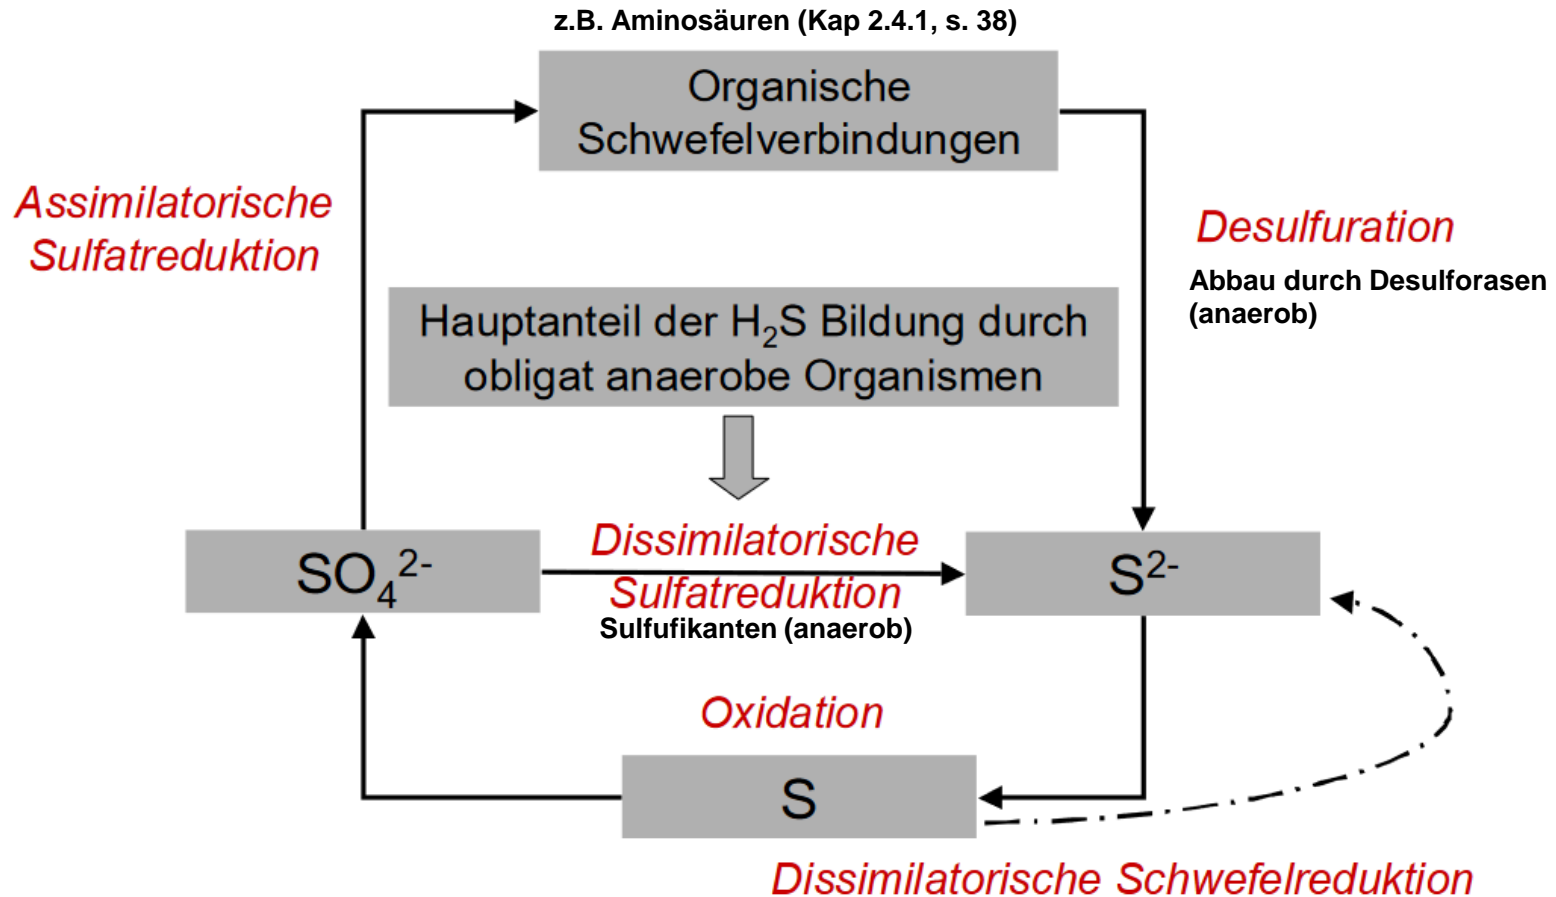 z.B. Aminosäuren (Kap 2.4.1, s. 38)
Organische
Schwefelverbindungen
Assimilatorische
Sulfatreduktion
Desulfuration
Abbau durch Desulforasen
(anaerob)
Hauptanteil der H₂S Bildung durch
obligat anaerobe Organismen
SO₄²⁻
Dissimilatorische
Sulfatreduktion
Sulfufikanten (anaerob)
S²⁻
Oxidation
S
Dissimilatorische Schwefelreduktion